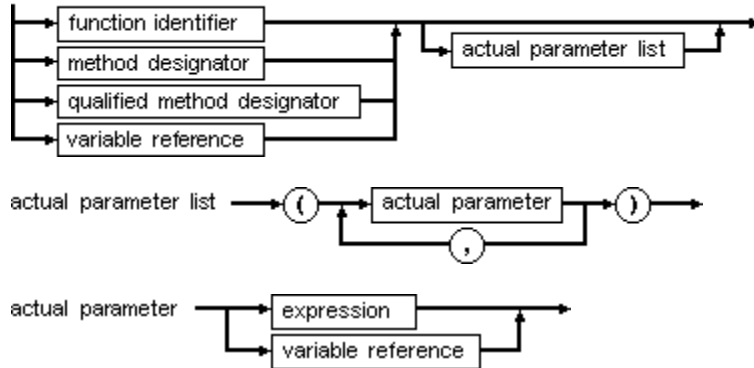 function identifier
method designator
actual parameter list
qualified method designator
variable reference
actual parameter list ( actual parameter )
,
actual parameter expression
variable reference